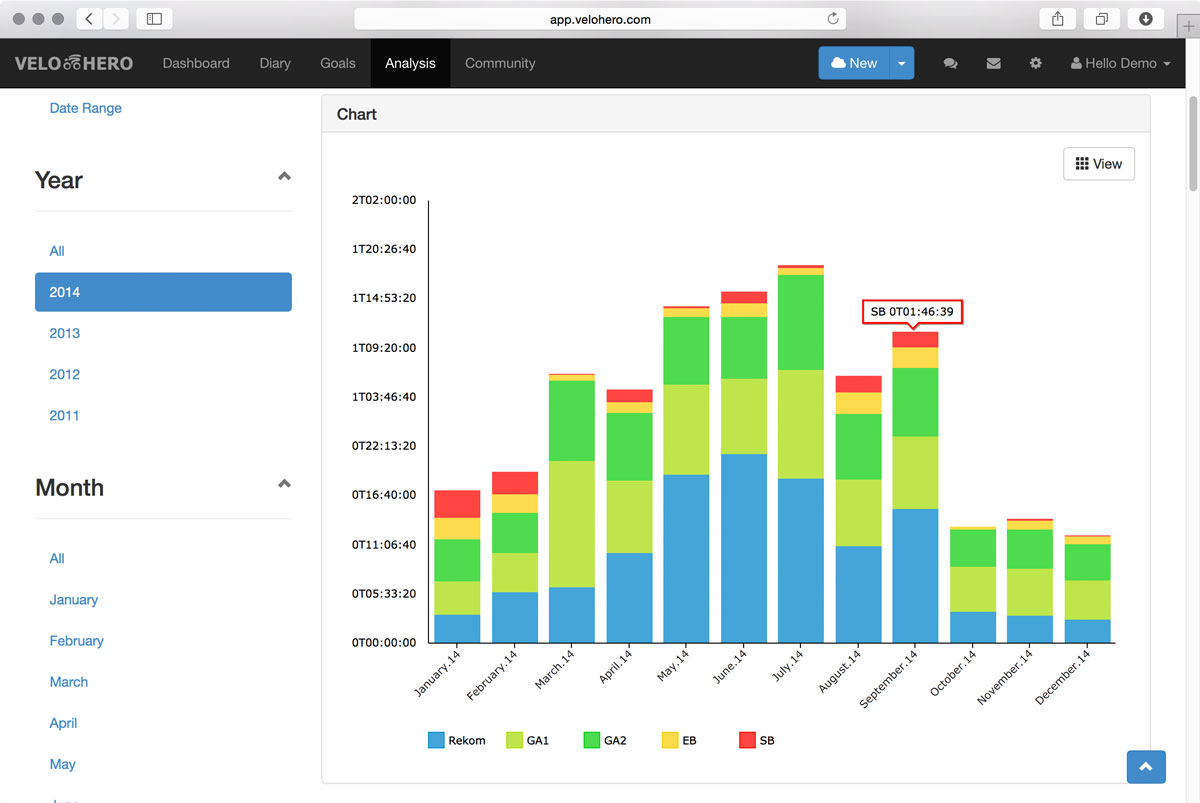 app.velohero.com
VELO HERO Dashboard Diary Goals Analysis Community New Hello Demo
Date Range
Year
All
2014
2013
2012
2011
Month
All
January
February
March
April
May
Chart
View
2T02:00:00
1T20:26:40
1T14:53:20
1T09:20:00
1T03:46:40
0T22:13:20
0T16:40:00
0T11:06:40
0T05:33:20
0T00:00:00
SB 0T01:46:39
January.14
February.14
March.14
April.14
May.14
June.14
July.14
August.14
September.14
October.14
November.14
December.14
Rekom GA1 GA2 EB SB